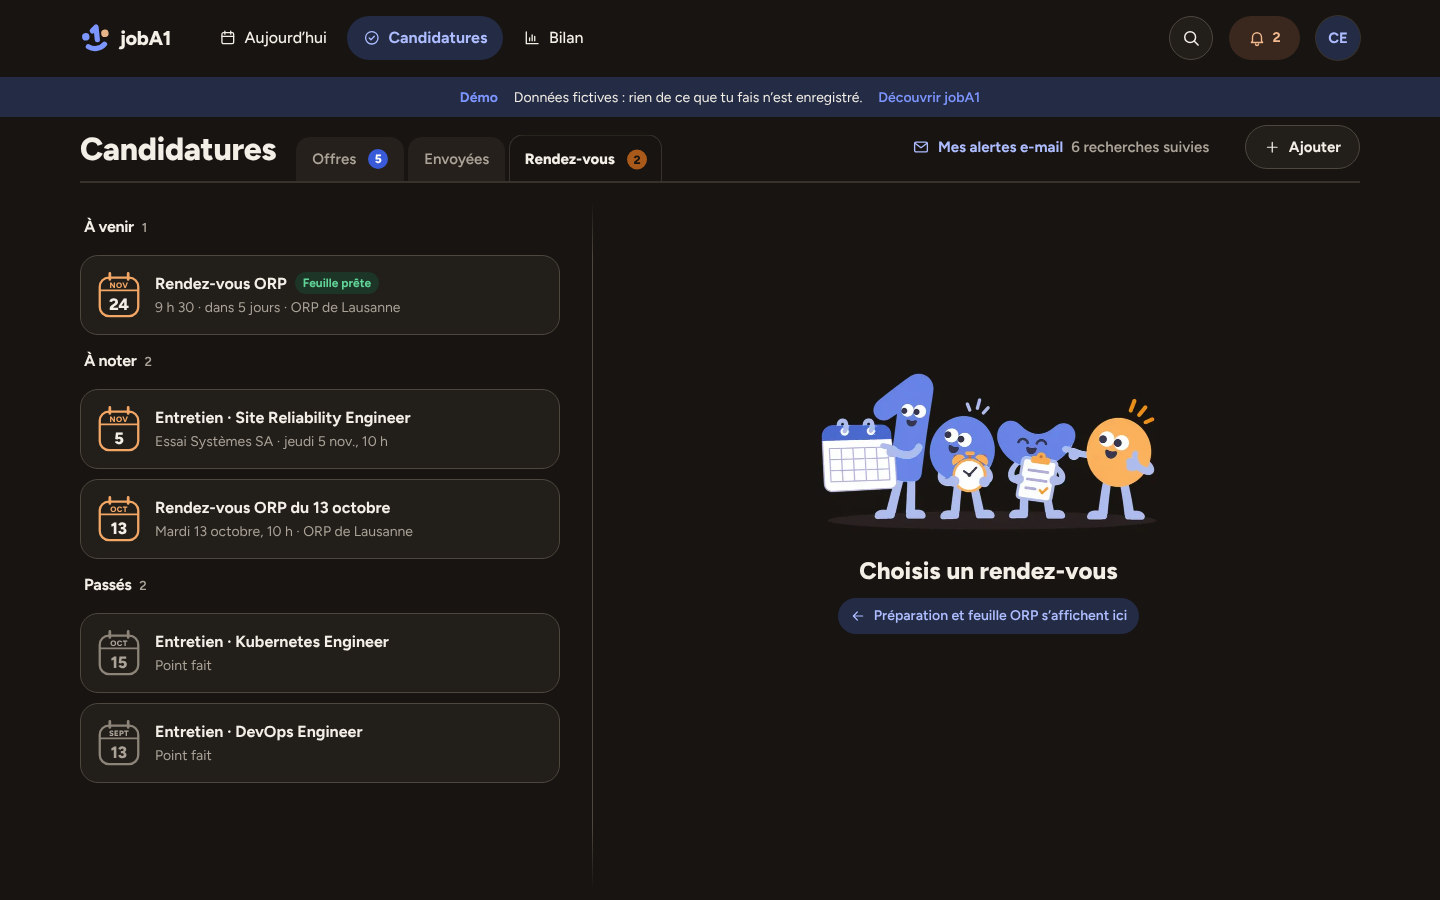 jobA1
Aujourd’hui
Candidatures
Bilan
2
CE
Démo Données fictives : rien de ce que tu fais n’est enregistré. Découvrir jobA1
Candidatures
Offres 5
Envoyées
Rendez-vous 2
Mes alertes e-mail 6 recherches suivies
Ajouter
À venir 1
NOV
24
Rendez-vous ORP Feuille prête
9 h 30 · dans 5 jours · ORP de Lausanne
À noter 2
NOV
5
Entretien · Site Reliability Engineer
Essai Systèmes SA · jeudi 5 nov., 10 h
OCT
13
Rendez-vous ORP du 13 octobre
Mardi 13 octobre, 10 h · ORP de Lausanne
Passés 2
OCT
15
Entretien · Kubernetes Engineer
Point fait
SEPT
13
Entretien · DevOps Engineer
Point fait
Choisis un rendez-vous
Préparation et feuille ORP s’affichent ici